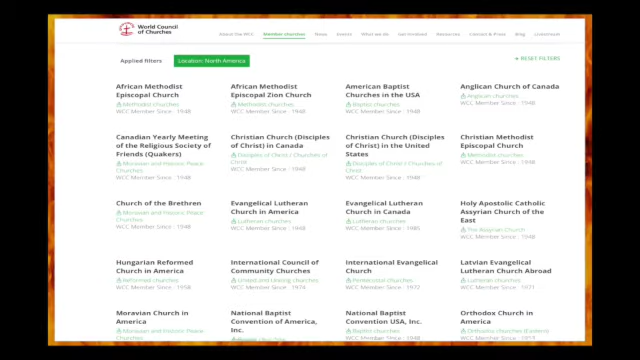 World Council
of Churches
About the WCC Member churches News Events What we do Get involved Resources Contact & Press Blog
Applied filters Location: North America + RESET FILTERS
African Methodist
Episcopal Church
Methodist churches
WCC Member Since : 1948
African Methodist
Episcopal Zion Church
Methodist churches
WCC Member Since : 1948
American Baptist
Churches in the USA
Baptist churches
WCC Member Since : 1948
Anglican Church of Canada
Anglican churches
WCC Member Since : 1948
Canadian Yearly Meeting
of the Religious Society of
Friends (Quakers)
Moravian and Historic Peace
Churches
WCC Member Since : 1948
Christian Church (Disciples
of Christ) in Canada
Disciples of Christ / Churches of
Christ
WCC Member Since : 1948
Christian Church (Disciples
of Christ) in the United
States
Disciples of Christ / Churches of
Christ
WCC Member Since : 1948
Christian Methodist
Episcopal Church
Methodist churches
WCC Member Since : 1948
Church of the Brethren
Moravian and Historic Peace
Churches
WCC Member Since : 1948
Evangelical Lutheran
Church in America
Lutheran churches
WCC Member Since : 1948
Evangelical Lutheran
Church in Canada
Lutheran churches
WCC Member Since : 1985
Holy Apostolic Catholic
Assyrian Church of the
East
The Assyrian Church
WCC Member Since : 1948
Hungarian Reformed
Church in America
Reformed churches
WCC Member Since : 1958
International Council of
Community Churches
United and Uniting churches
WCC Member Since : 1974
International Evangelical
Church
Pentecostal churches
WCC Member Since : 1972
Latvian Evangelical
Lutheran Church Abroad
Lutheran churches
WCC Member Since : 1971
Moravian Church in
America
Moravian and Historic Peace
Churches
National Baptist
Convention of America,
Inc.
Baptist churches
National Baptist
Convention USA, Inc.
Baptist churches
WCC Member Since : 1948
Orthodox Church in
America
Orthodox churches (Eastern)
WCC Member Since :